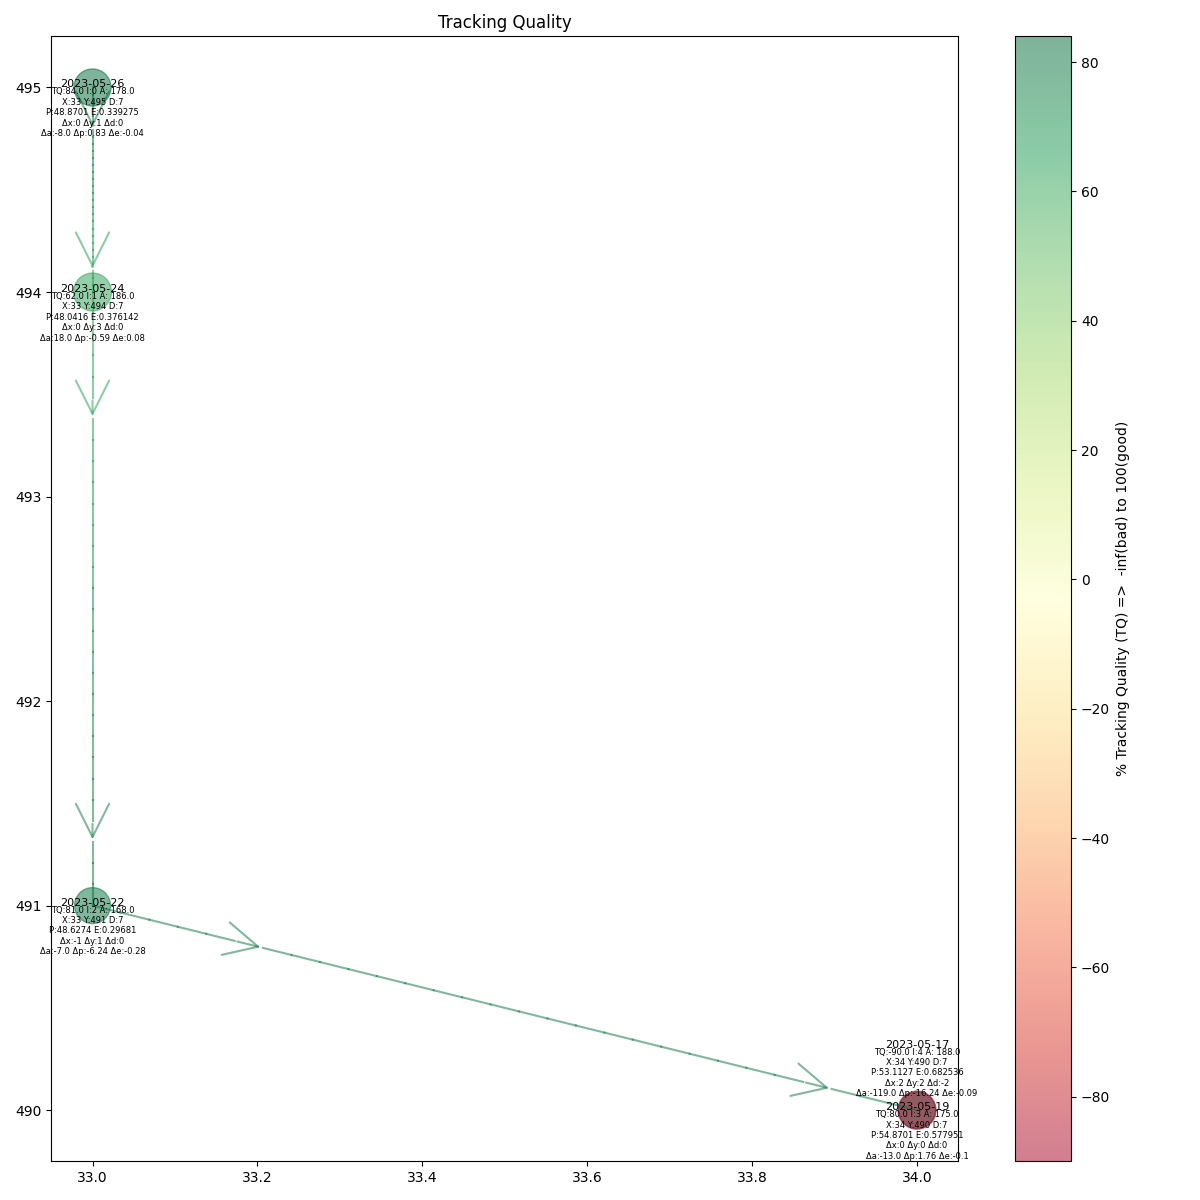 Tracking Quality
495
494
493
492
491
490
33.0
33.2
33.4
33.6
33.8
34.0
2023-05-26
TQ:84.0 I:0 A: 178.0
X:33 Y:495 D:7
P:48.8701 E:0.339275
Δx:0 Δy:1 Δd:0
Δa:-8.0 Δp:0.83 Δe:-0.04
2023-05-24
TQ:62.0 I:1 A: 186.0
X:33 Y:494 D:7
P:48.0416 E:0.376142
Δx:0 Δy:3 Δd:0
Δa:18.0 Δp:-0.59 Δe:0.08
2023-05-22
TQ:81.0 I:2 A: 168.0
X:33 Y:491 D:7
P:48.6274 E:0.29681
Δx:-1 Δy:1 Δd:0
Δa:-7.0 Δp:-6.24 Δe:-0.28
2023-05-17
TQ:-90.0 I:4 A: 188.0
X:34 Y:490 D:7
P:53.1127 E:0.682536
Δx:2 Δy:2 Δd:-2
Δa:-119.0 Δp:-16.24 Δe:-0.09
2023-05-19
TQ:80.0 I:3 A: 175.0
X:34 Y:490 D:7
P:54.8701 E:0.577951
Δx:0 Δy:0 Δd:0
Δa:-13.0 Δp:1.76 Δe:-0.1
80
60
40
20
0
−20
−40
−60
−80
% Tracking Quality (TQ) => -inf(bad) to 100(good)